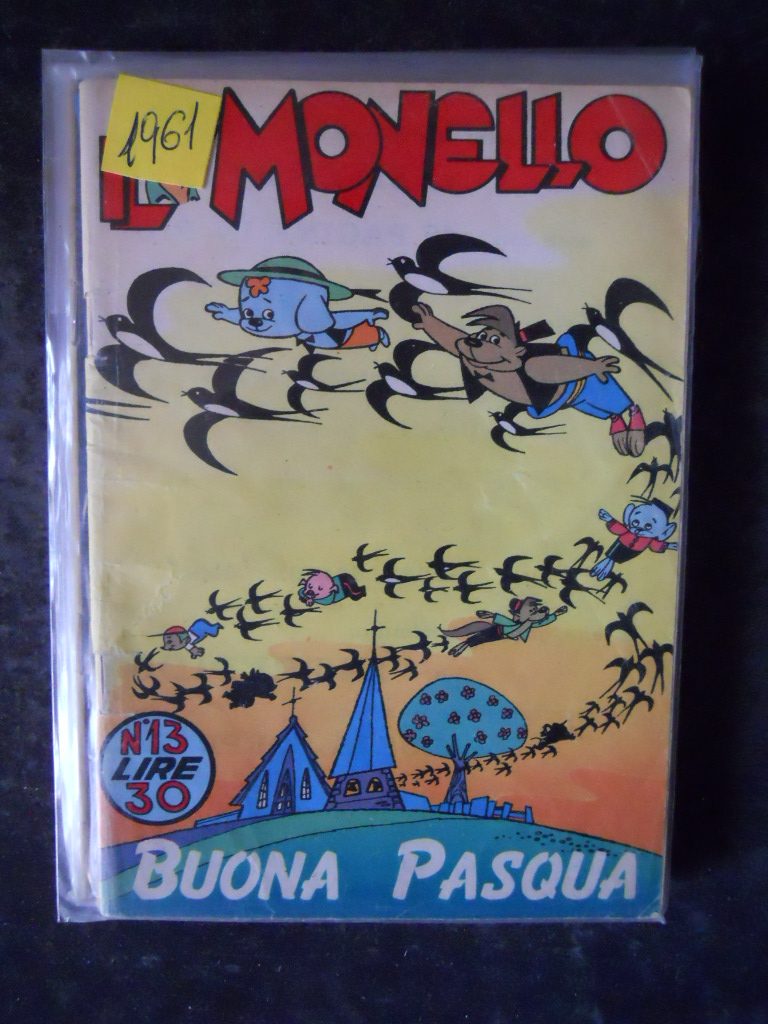 1961
IL MONELLO
N° 13
LIRE
30
BUONA PASQUA